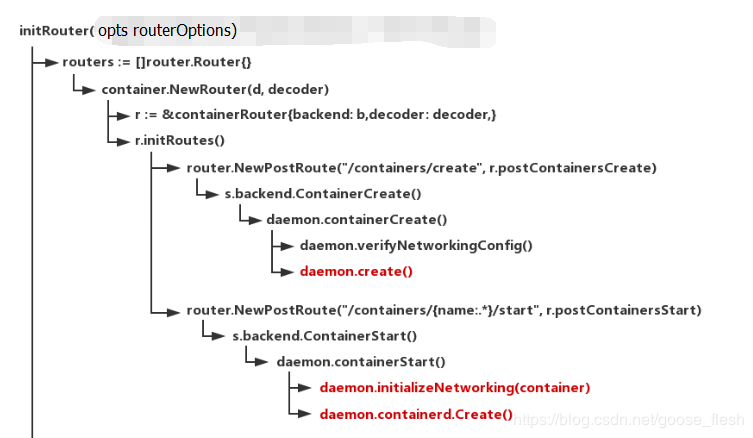 initRouter( opts routerOptions)
routers := []router.Router{}
container.NewRouter(d, decoder)
r := &containerRouter{backend: b,decoder: decoder,}
r.initRoutes()
router.NewPostRoute("/containers/create", r.postContainersCreate)
s.backend.ContainerCreate()
daemon.containerCreate()
daemon.verifyNetworkingConfig()
daemon.create()
router.NewPostRoute("/containers/{name:.*}/start", r.postContainersStart)
s.backend.ContainerStart()
daemon.containerStart()
daemon.initializeNetworking(container)
daemon.containerd.Create()
https://blog.csdn.net/goose_flesh